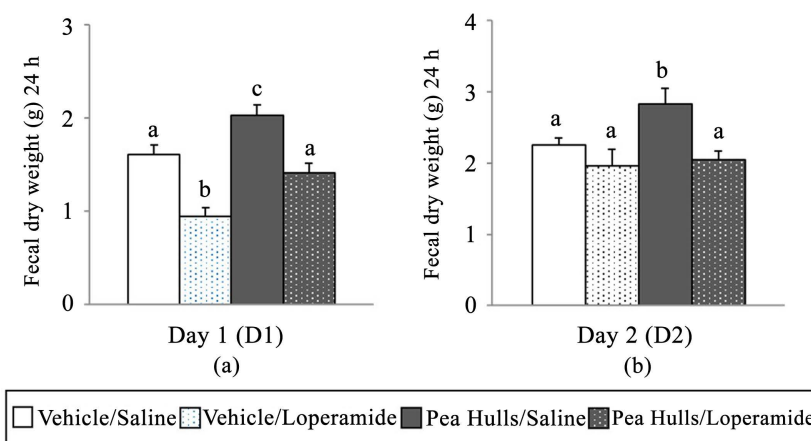 Fecal dry weight (g) 24 h
3
2
1
0
a
b
c
a
Day 1 (D1)
(a)
Fecal dry weight (g) 24 h
4
3
2
1
0
a
a
b
a
Day 2 (D2)
(b)
Vehicle/Saline Vehicle/Loperamide Pea Hulls/Saline Pea Hulls/Loperamide